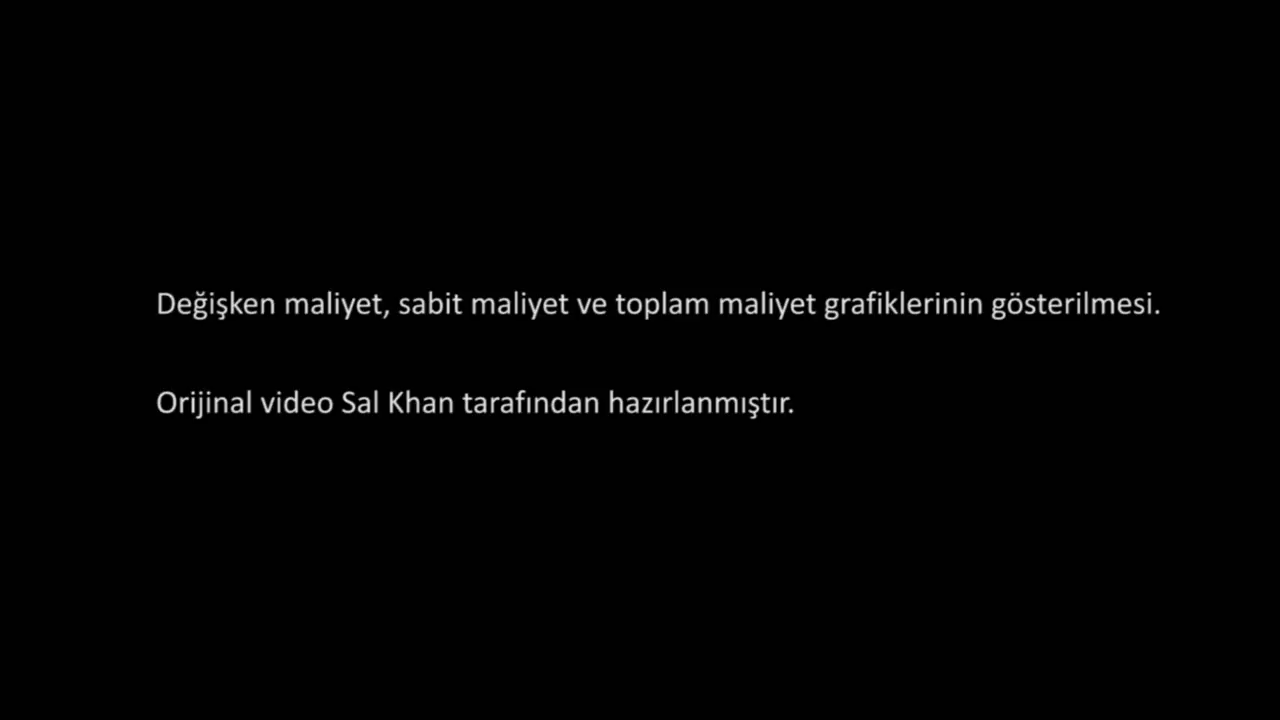 Değişken maliyet, sabit maliyet ve toplam maliyet grafiklerinin gösterilmesi.
Orijinal video Sal Khan tarafından hazırlanmıştır.